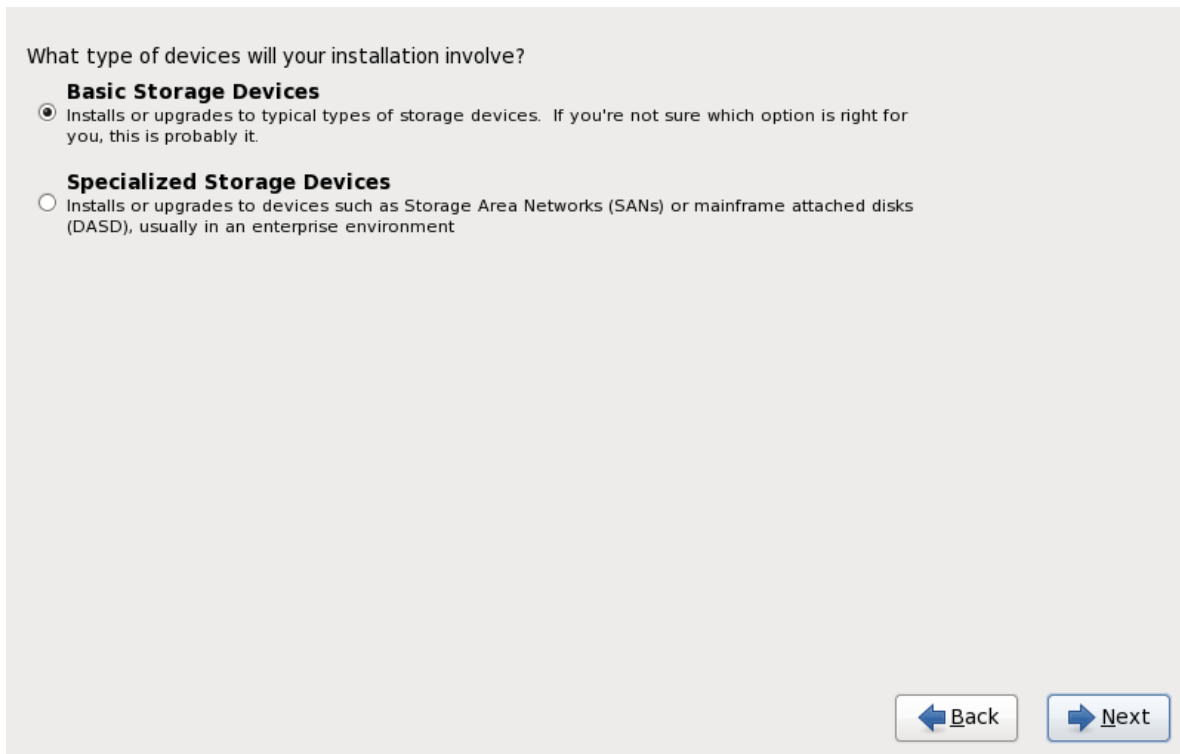 What type of devices will your installation involve?
Basic Storage Devices
Installs or upgrades to typical types of storage devices.  If you're not sure which option is right for
you, this is probably it.
Specialized Storage Devices
Installs or upgrades to devices such as Storage Area Networks (SANs) or mainframe attached disks
(DASD), usually in an enterprise environment
Back
Next